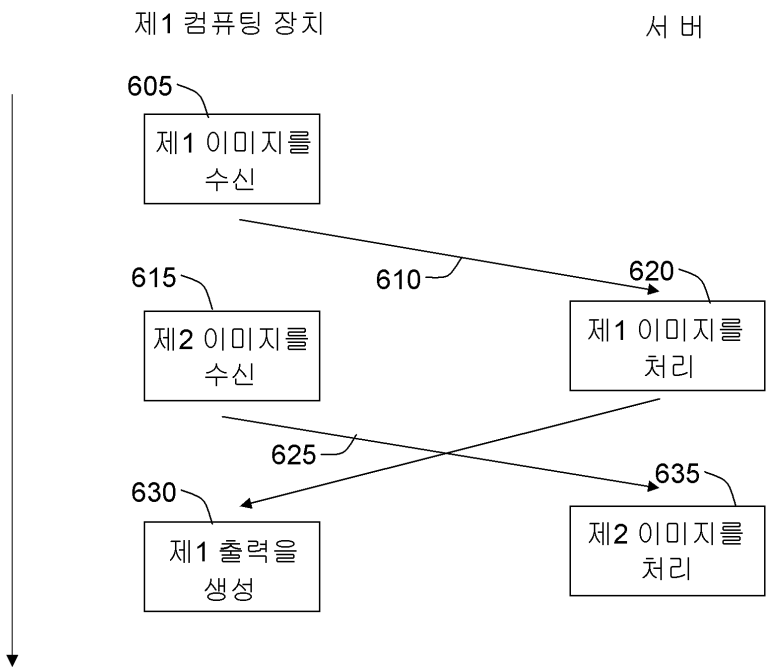 제1 컴퓨팅 장치
서 버
605
제1 이미지를
수신
610
615
620
제2 이미지를
수신
제1 이미지를
처리
625
630
635
제1 출력을
생성
제2 이미지를
처리